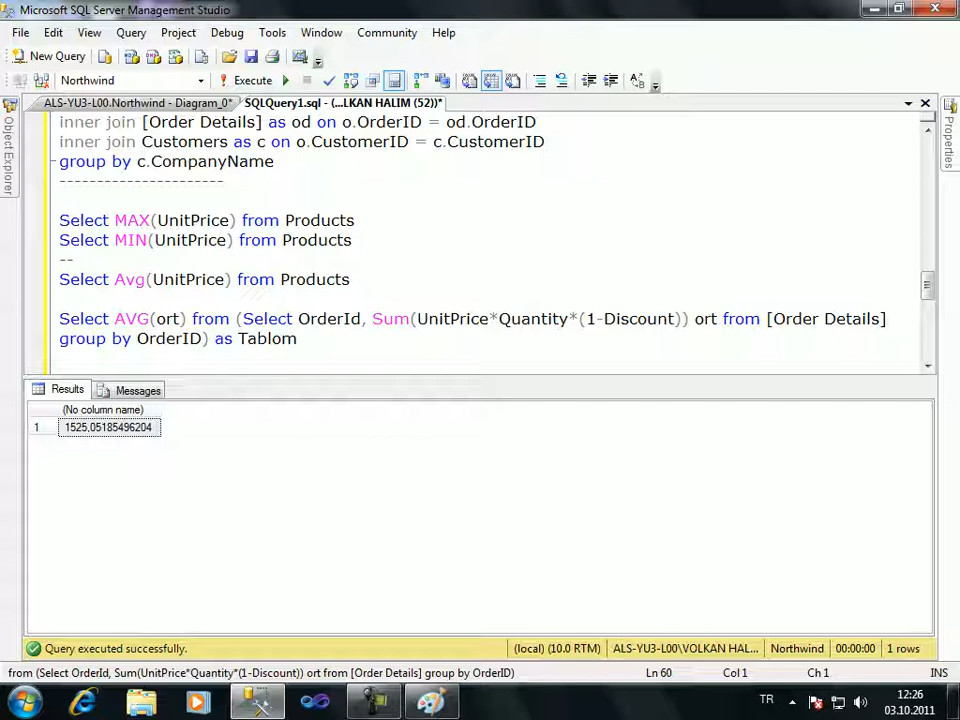 Microsoft SQL Server Management Studio
File Edit View Query Project Debug Tools Window Community Help
New Query
Northwind Execute
ALS-YU3-L00.Northwind - Diagram_0* SQLQuery1.sql - (...LKAN HALIM (52))*
Object Explorer
Properties
inner join [Order Details] as od on o.OrderID = od.OrderID
inner join Customers as c on o.CustomerID = c.CustomerID
group by c.CompanyName
----------------------
Select MAX(UnitPrice) from Products
Select MIN(UnitPrice) from Products
--
Select Avg(UnitPrice) from Products
Select AVG(ort) from (Select OrderId, Sum(UnitPrice*Quantity*(1-Discount)) ort from [Order Details]
group by OrderID) as Tablom
Results Messages
(No column name)
1 1525,05185496204
Query executed successfully. (local) (10.0 RTM) ALS-YU3-L00\VOLKAN HAL... Northwind 00:00:00 1 rows
from (Select OrderId, Sum(UnitPrice*Quantity*(1-Discount)) ort from [Order Details] group by OrderID) Ln 60 Col 1 Ch 1 INS
TR 12:26
03.10.2011